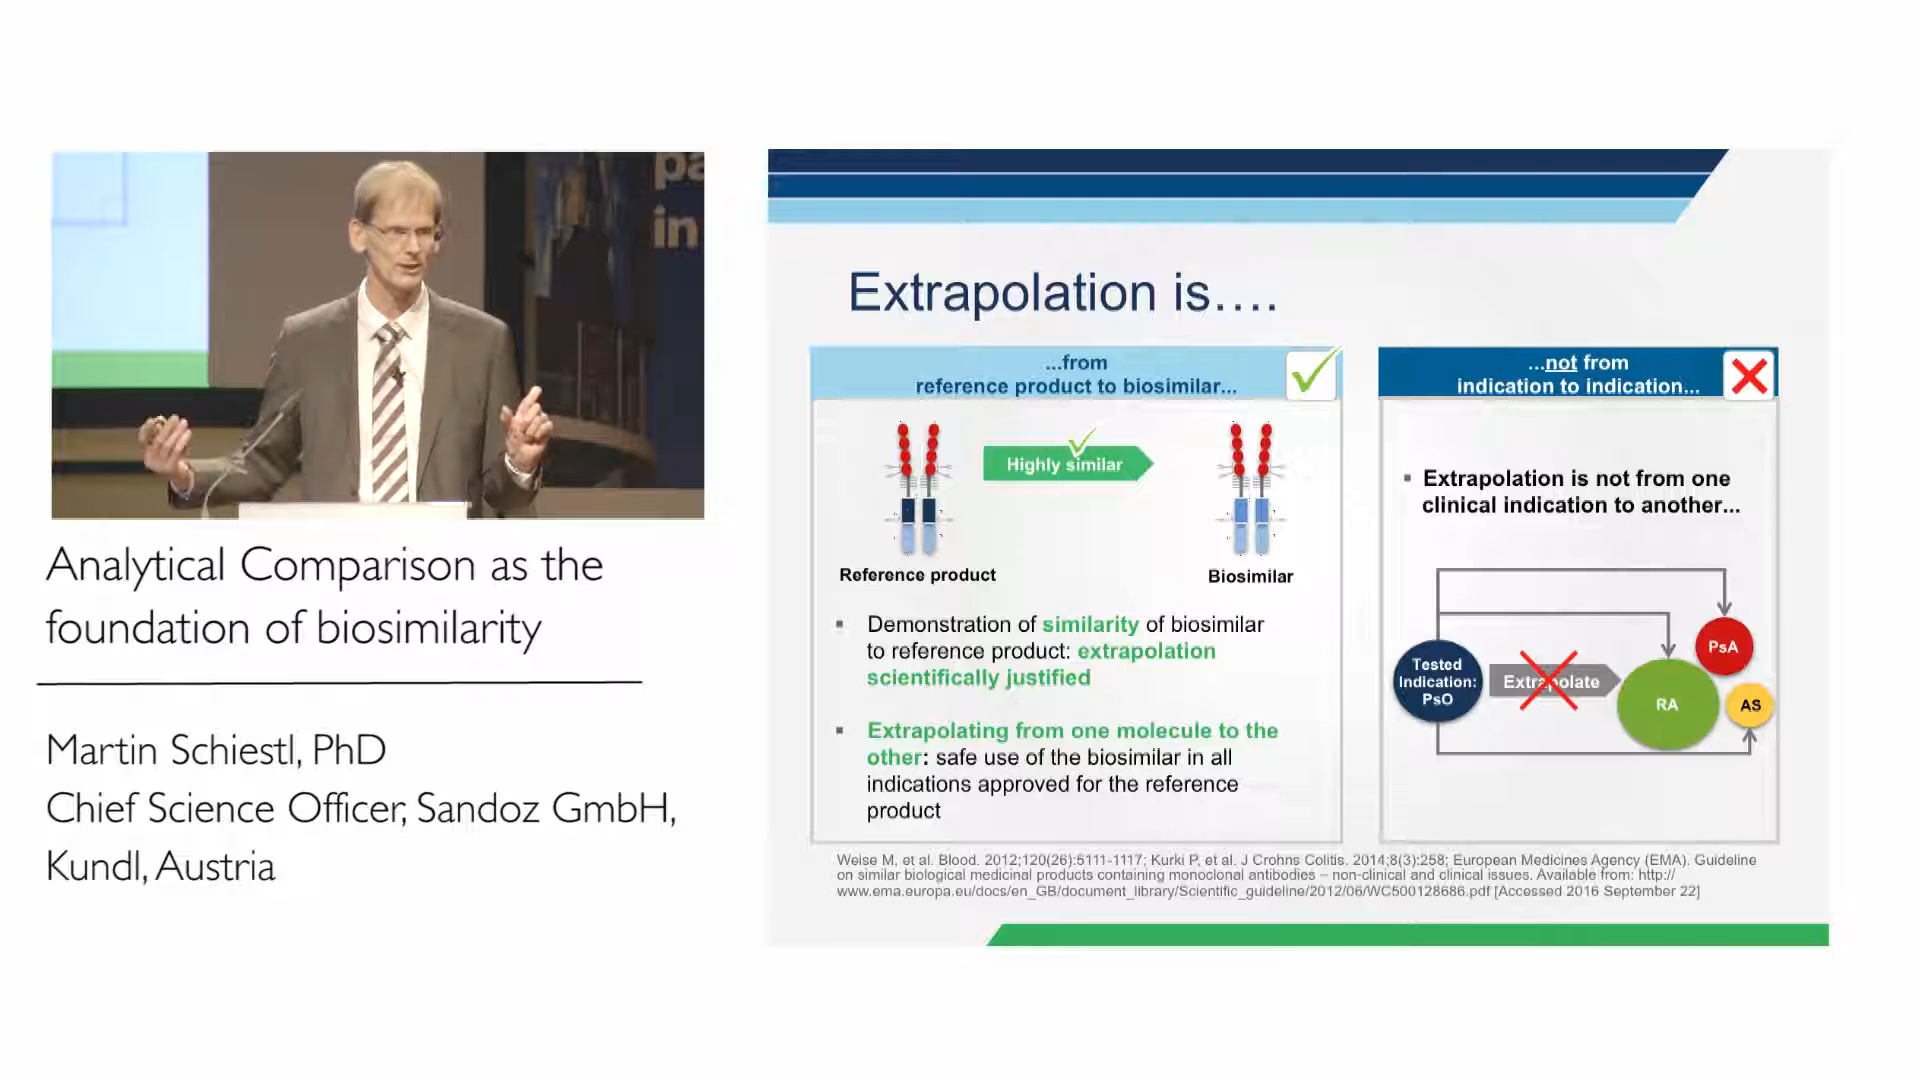 pa
in
Analytical Comparison as the
foundation of biosimilarity
Martin Schiestl, PhD
Chief Science Officer, Sandoz GmbH,
Kundl, Austria
Extrapolation is....
...from
reference product to biosimilar...
Highly similar
Reference product
Biosimilar
▪ Demonstration of similarity of biosimilar
to reference product: extrapolation
scientifically justified
▪ Extrapolating from one molecule to the
other: safe use of the biosimilar in all
indications approved for the reference
product
...not from
indication to indication...
▪ Extrapolation is not from one
clinical indication to another...
Tested
Indication:
PsO
Extrapolate
RA
PsA
AS
Weise M, et al. Blood. 2012;120(26):5111-1117; Kurki P, et al. J Crohns Colitis. 2014;8(3):258; European Medicines Agency (EMA). Guideline
on similar biological medicinal products containing monoclonal antibodies – non-clinical and clinical issues. Available from: http://
www.ema.europa.eu/docs/en_GB/document_library/Scientific_guideline/2012/06/WC500128686.pdf [Accessed 2016 September 22]